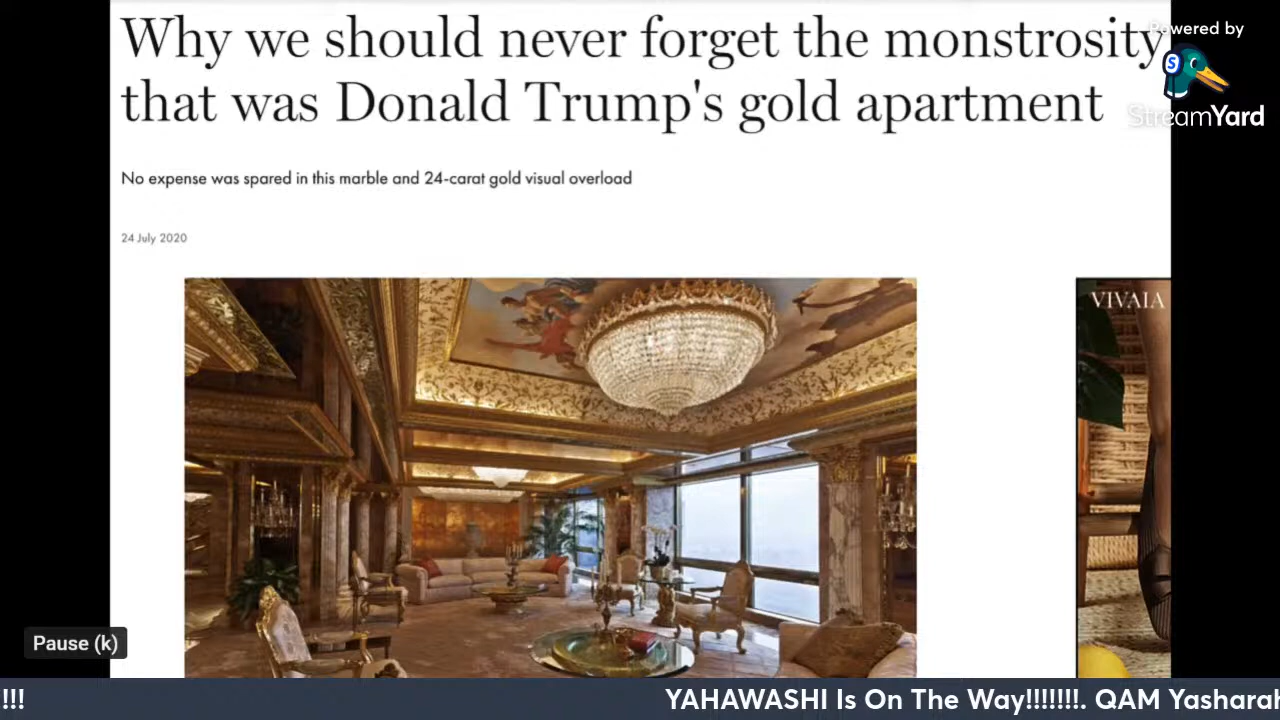 Why we should never forget the monstrosity
that was Donald Trump's gold apartment
Powered by
StreamYard
S
No expense was spared in this marble and 24-carat gold visual overload
24 July 2020
VIVAIA
Pause (k)
!!!
YAHAWASHI Is On The Way!!!!!!!. QAM Yasharah